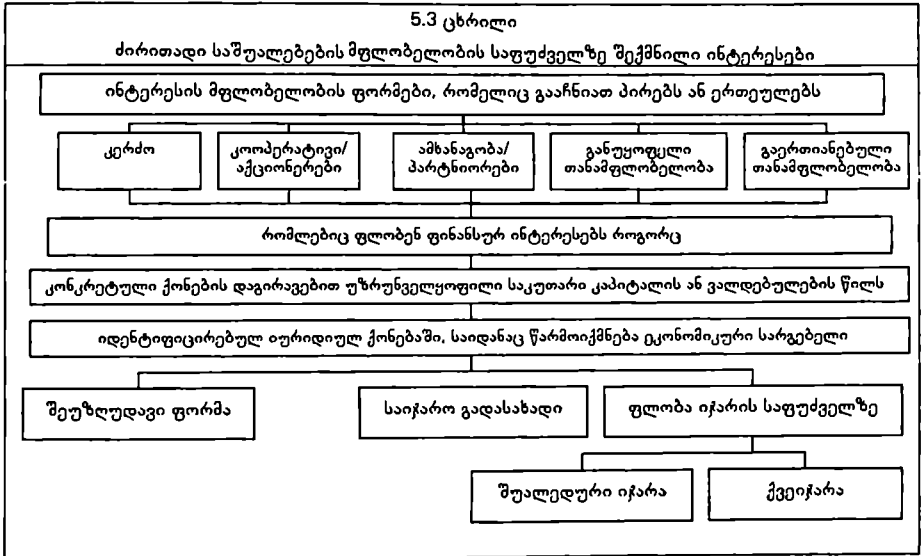 5.3 ცხრილი
ძირითადი საშუალებების მფლობელობის საფუძველზე შექმნილი ინტერესები
ინტერესის მფლობელობის ფორმები, რომელიც გააჩნიათ პირებს ან ერთეულებს
კერძო
კოოპერატივი/
აქციონერები
ამხანაგობა/
პარტნიორები
განუყოფელი
თანამფლობელობა
გაერთიანებული
თანამფლობელობა
რომლებიც ფლობენ ფინანსურ ინტერესებს როგორც
კონკრეტული ქონების დაგირავებით უზრუნველყოფილი საკუთარი კაპიტალის ან ვალდებულების წილს
იდენტიფიცირებულ იურიდიულ ქონებაში, საიდანაც წარმოიქმნება ეკონომიკური სარგებელი
შეუზღუდავი ფორმა
საიჯარო გადასახადი
ფლობა იჯარის საფუძველზე
შუალედური იჯარა
ქვეიჯარა